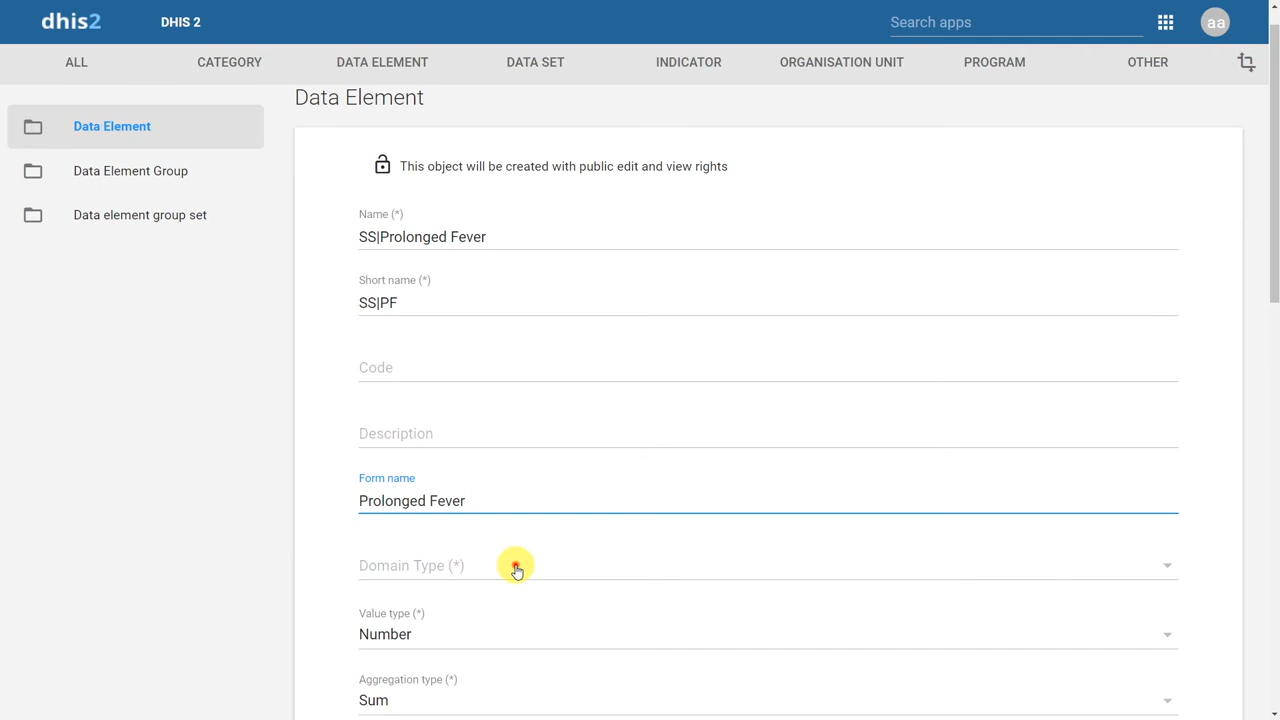 dhis2
DHIS 2
Search apps
aa
ALL
CATEGORY
DATA ELEMENT
DATA SET
INDICATOR
ORGANISATION UNIT
PROGRAM
OTHER
Data Element
Data Element Group
Data element group set
Data Element
This object will be created with public edit and view rights
Name (*)
SS|Prolonged Fever
Short name (*)
SS|PF
Code
Description
Form name
Prolonged Fever
Domain Type (*)
Value type (*)
Number
Aggregation type (*)
Sum